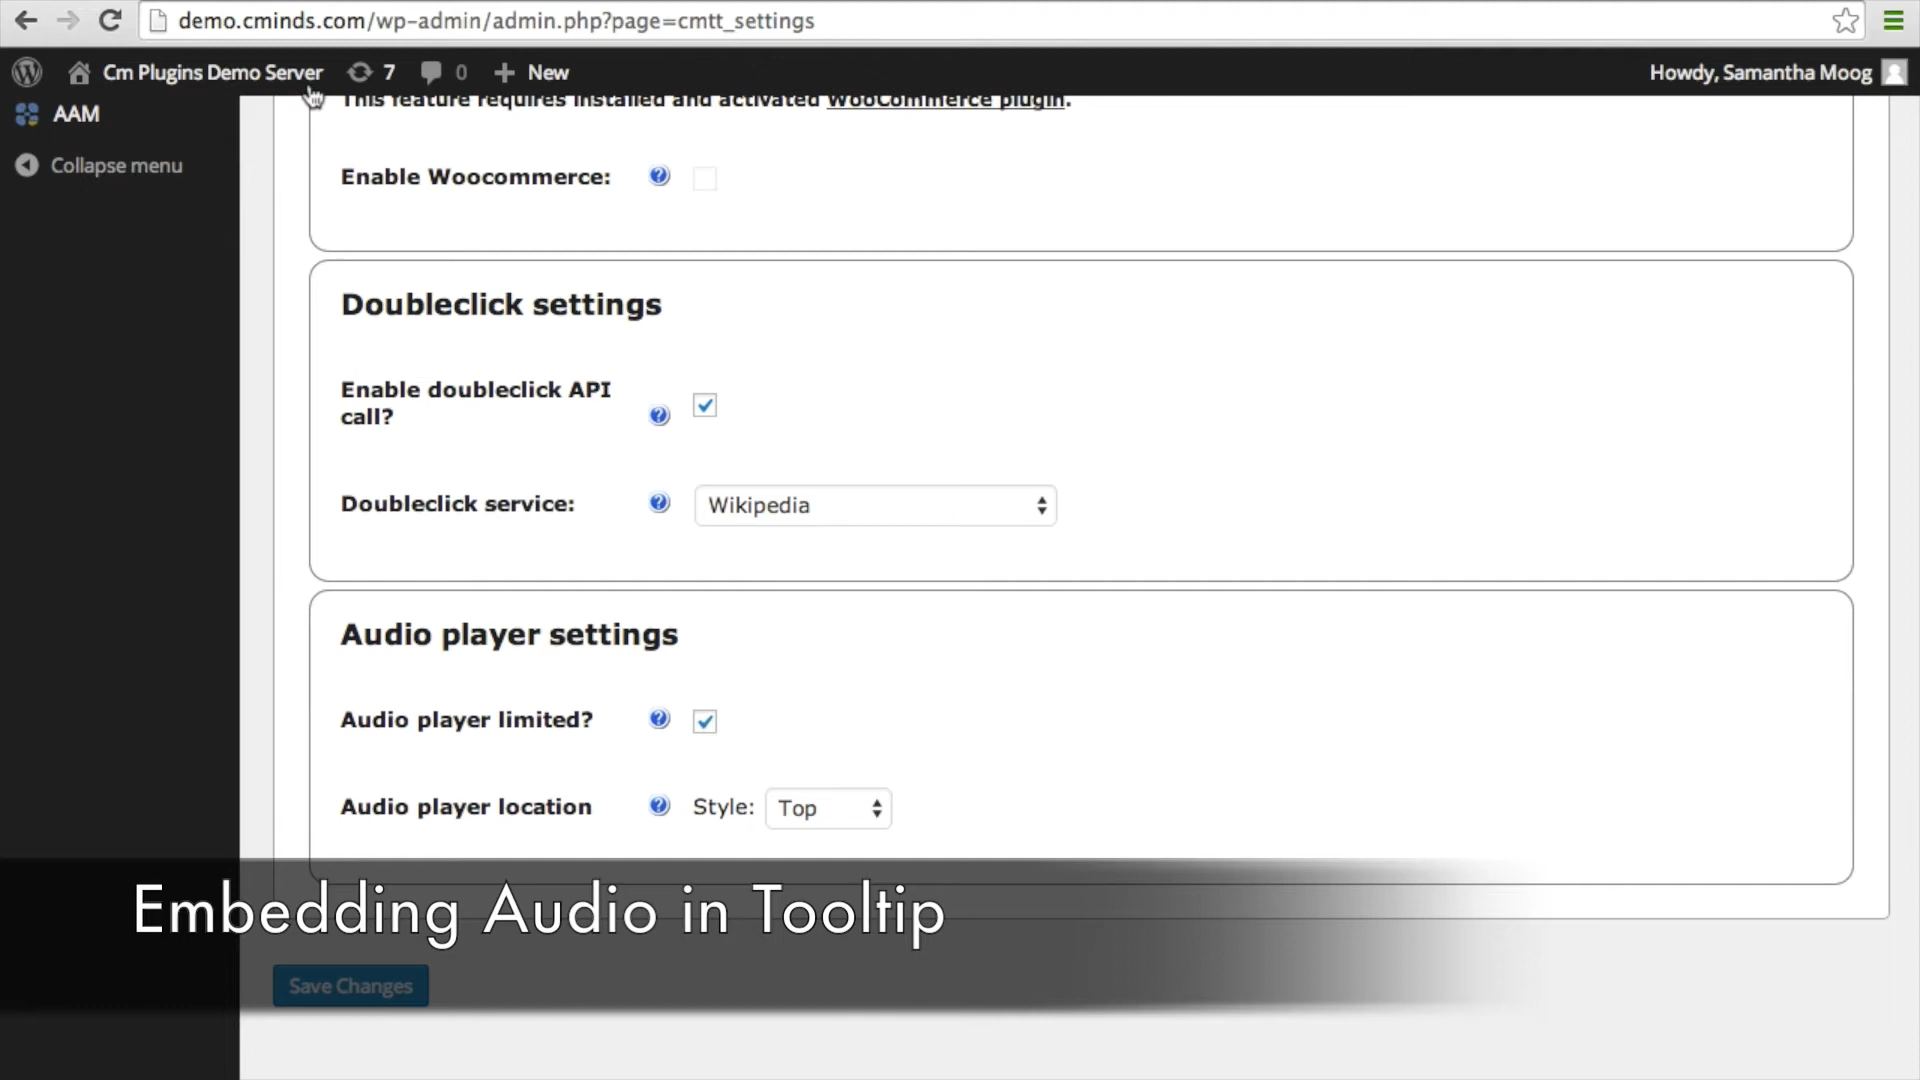 demo.cminds.com/wp-admin/admin.php?page=cmtt_settings
Cm Plugins Demo Server 7 0 New Howdy, Samantha Moog
AAM
Collapse menu
This feature requires installed and activated WooCommerce plugin.
Enable Woocommerce:
Doubleclick settings
Enable doubleclick API
call?
Doubleclick service: Wikipedia
Audio player settings
Audio player limited?
Audio player location Style: Top
Embedding Audio in Tooltip
Save Changes